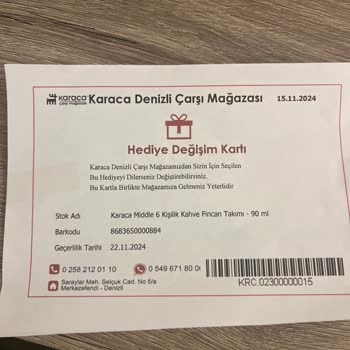 karaca Karaca Denizli Çarşı Mağazası 15.11.2024
çarşı mağazası
Hediye Değişim Kartı
Karaca Denizli Çarşı Mağazamızdan Sizin İçin Seçilen
Bu Hediyeyi Dilerseniz Değiştirebilirsiniz.
Bu Kartla Birlikte Mağazamıza Gelmeniz Yeterlidir
Stok Adı Karaca Middle 6 Kişilik Kahve Fincan Takımı - 90 ml
Barkodu 8683650000884
Geçerlilik Tarihi 22.11.2024
0 258 212 01 10 0 549 671 80 0
Saraylar Mah. Selçuk Cad. No 5/a
Merkezefendi - Denizli
KRC.02300000015